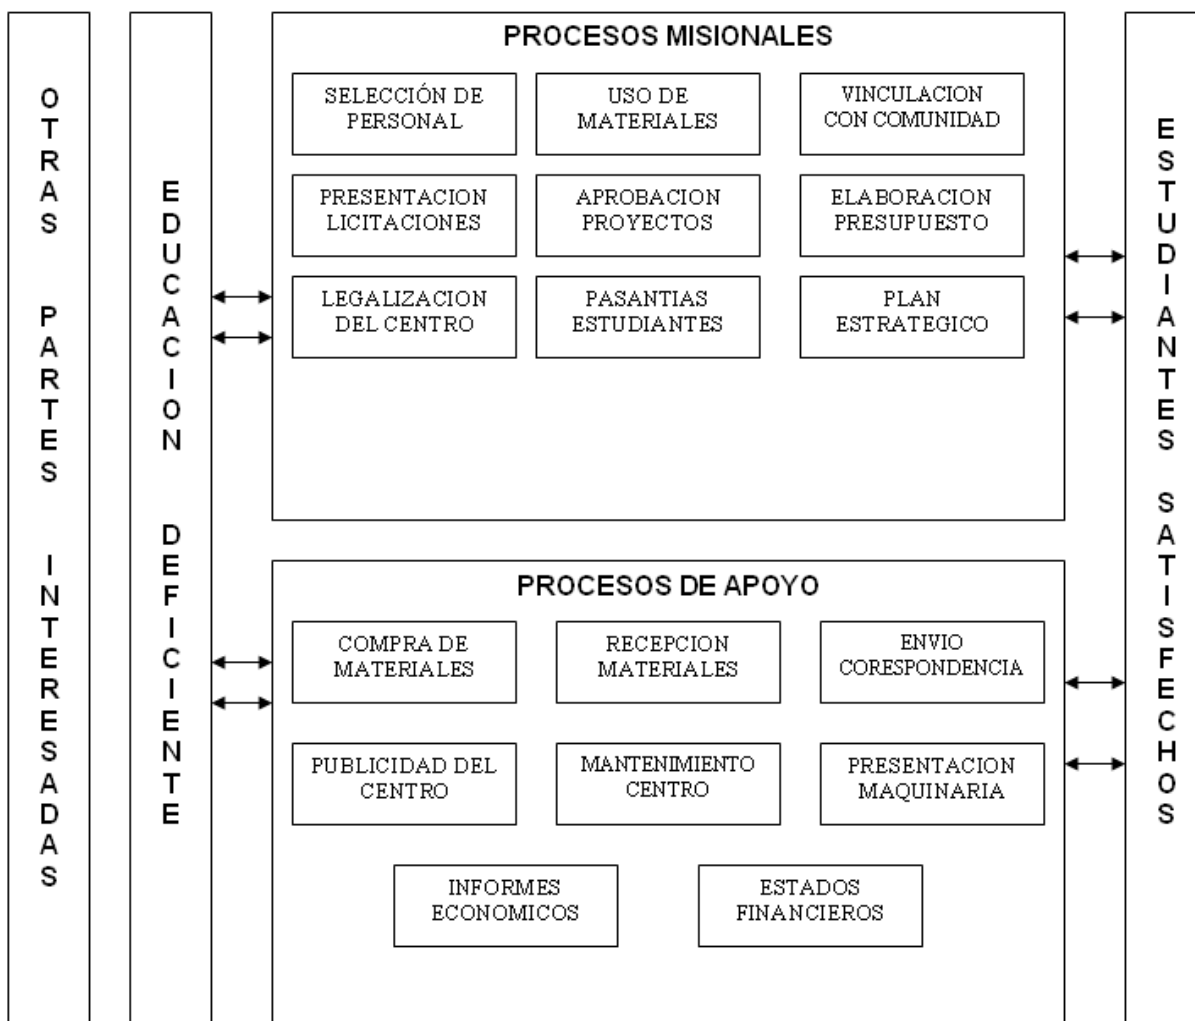 OTRAS PARTES INTERESADAS
EDUCACION DEFICIENTE
PROCESOS MISIONALES
SELECCIÓN DE
PERSONAL
USO DE
MATERIALES
VINCULACION
CON COMUNIDAD
PRESENTACION
LICITACIONES
APROBACION
PROYECTOS
ELABORACION
PRESUPUESTO
LEGALIZACION
DEL CENTRO
PASANTIAS
ESTUDIANTES
PLAN
ESTRATEGICO
PROCESOS DE APOYO
COMPRA DE
MATERIALES
RECEPCION
MATERIALES
ENVIO
CORESPONDENCIA
PUBLICIDAD DEL
CENTRO
MANTENIMIENTO
CENTRO
PRESENTACION
MAQUINARIA
INFORMES
ECONOMICOS
ESTADOS
FINANCIEROS
ESTUDIANTES SATISFECHOS